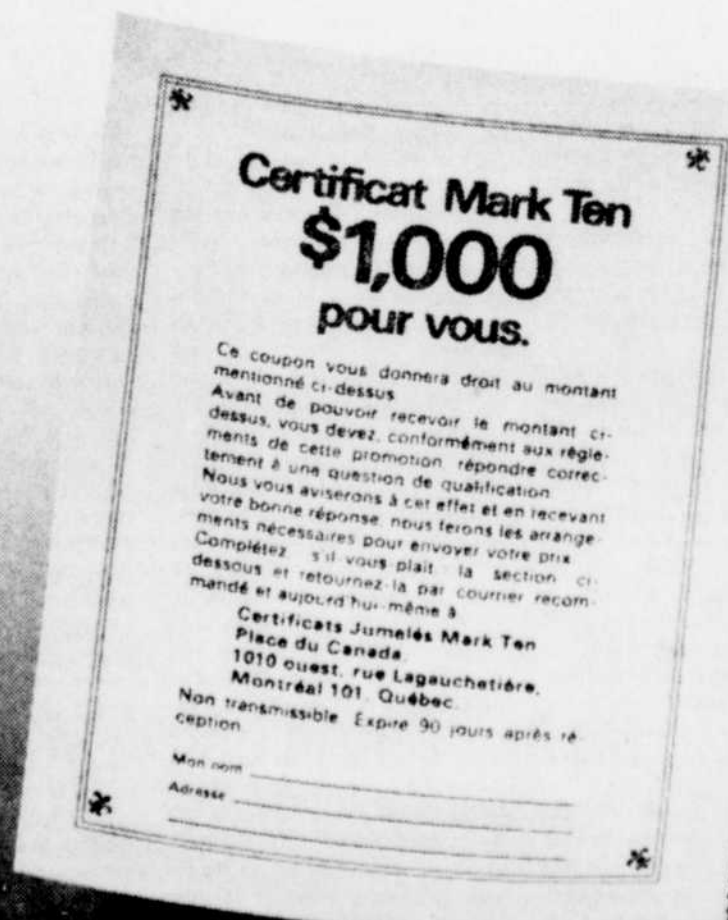 Certificat Mark Ten
$1,000
pour vous.
Ce coupon vous donnera droit au montant
mentionné ci-dessus
Avant de pouvoir recevoir le montant ci-
dessus, vous devez, conformément aux règle-
ments de cette promotion, répondre correc-
tement à une question de qualification
Nous vous aviserons à cet effet et en recevant
votre bonne réponse, nous ferons les arrange-
ments nécessaires pour envoyer votre prix
Complétez, s'il vous plaît, la section ci-
dessous et retournez-la par courrier recom-
mandé et aujourd'hui même à
Certificats Jumelés Mark Ten
Place du Canada,
1010 ouest, rue Lagauchetière,
Montréal 101, Québec.
Non transmissible. Expire 90 jours après ré-
ception.
Mon nom
Adresse